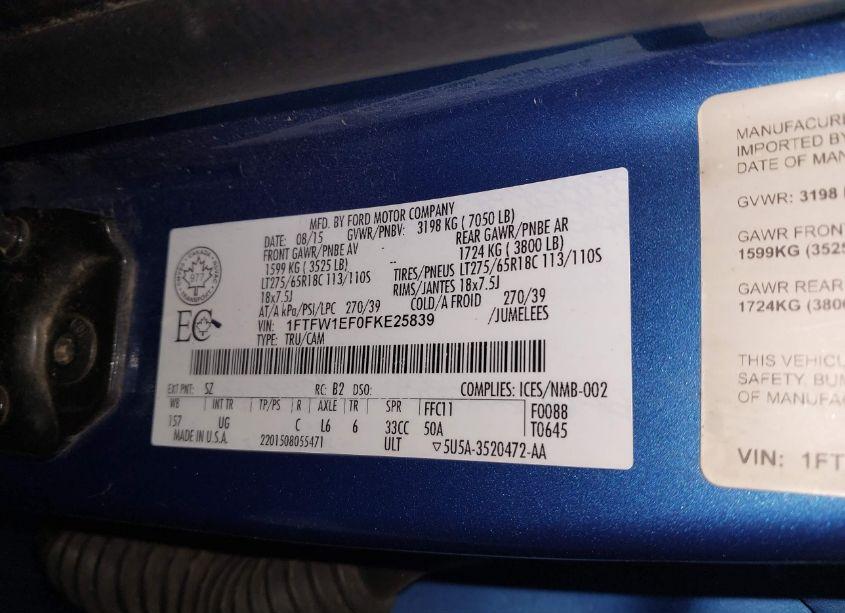 MFD. BY FORD MOTOR COMPANY
DATE: 08/15 GVWR/PNBV: 3198 KG ( 7050 LB)
FRONT GAWR/PNBE AV REAR GAWR/PNBE AR
1599 KG ( 3525 LB) 1724 KG ( 3800 LB)
LT275/65R18C 113/110S TIRES/PNEUS LT275/65R18C 113/110S
18x7.5J RIMS/JANTES 18x7.5J
AT/A kPa/PSI/LPC 270/39 COLD/A FROID 270/39
VIN: 1FTFW1EF0FKE25839 /JUMELEES
TYPE: TRU/CAM
977
CANADA
TRANSPORT
EC
EXT PNT: SZ RC: B2 DSO: COMPLIES: ICES/NMB-002
WB INT TR TP/PS R AXLE TR SPR FFC11 F0088
157 UG C L6 6 33CC 50A T0645
MADE IN U.S.A. 2201508055471 ULT ▽5U5A-3520472-AA
MANUFACTURE
IMPORTED BY
DATE OF MAN
GVWR: 3198
GAWR FRONT
1599KG (3525
GAWR REAR
1724KG (3800
THIS VEHICL
SAFETY, BUM
OF MANUFAC
VIN: 1FT